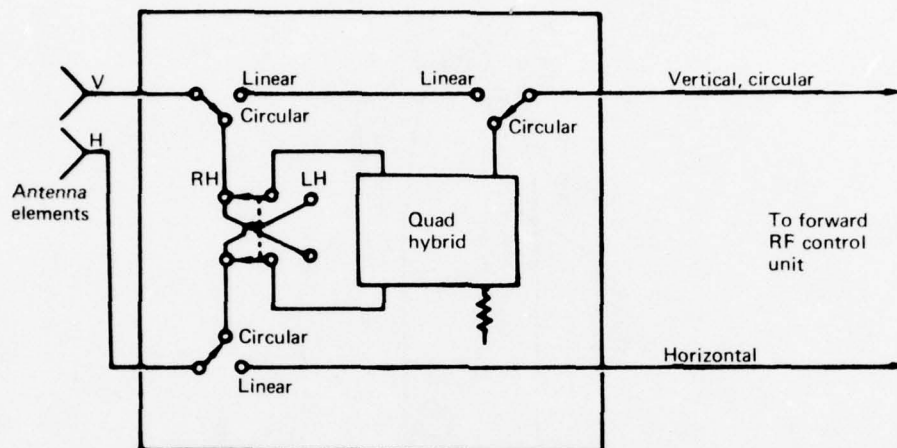 V
Linear
Linear
Vertical, circular
Circular
Circular
H
RH
LH
Antenna
elements
Quad
hybrid
To forward
RF control
unit
Circular
Horizontal
Linear